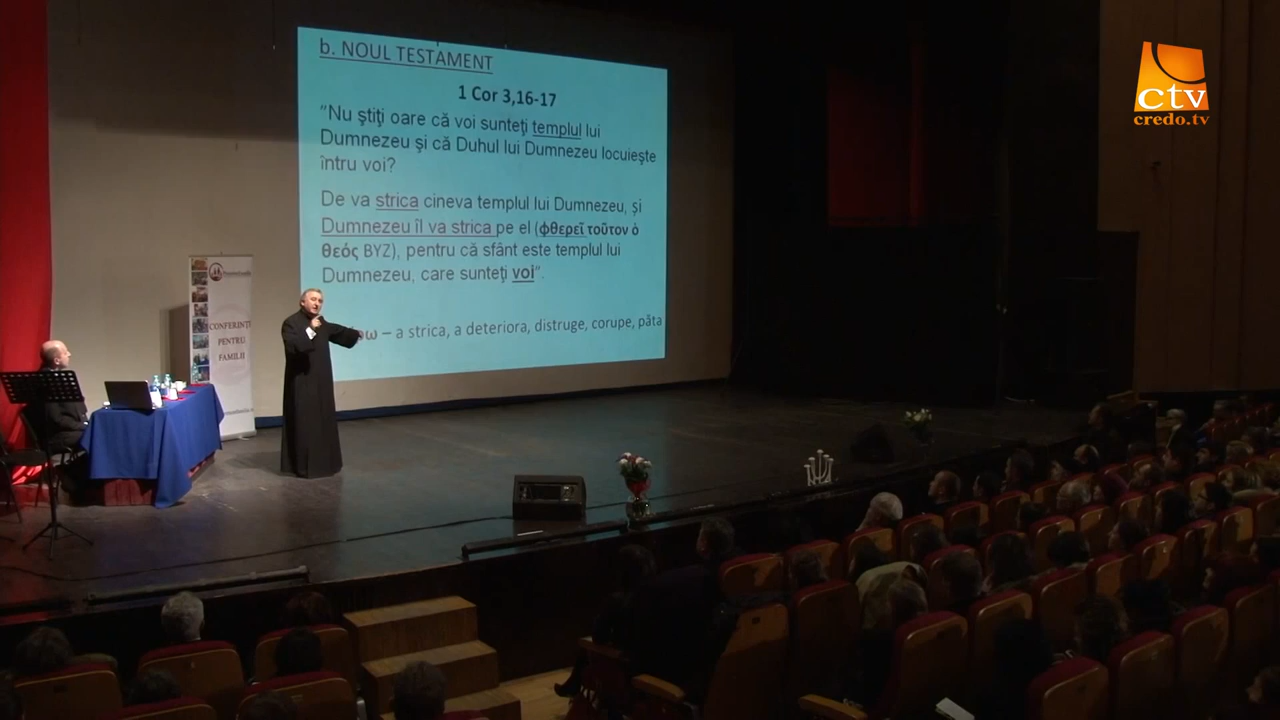 b. NOUL TESTAMENT
1 Cor 3,16-17
"Nu ştiţi oare că voi sunteţi templul lui
Dumnezeu şi că Duhul lui Dumnezeu locuieşte
întru voi?
De va strica cineva templul lui Dumnezeu, și
Dumnezeu îl va strica pe el (φθερεῖ τοῦτον ὁ
θεός BYZ), pentru că sfânt este templul lui
Dumnezeu, care sunteţi voi".
– a strica, a deteriora, distruge, corupe, păta
CONFERINȚE
PENTRU
FAMILII
ctv
credo.tv